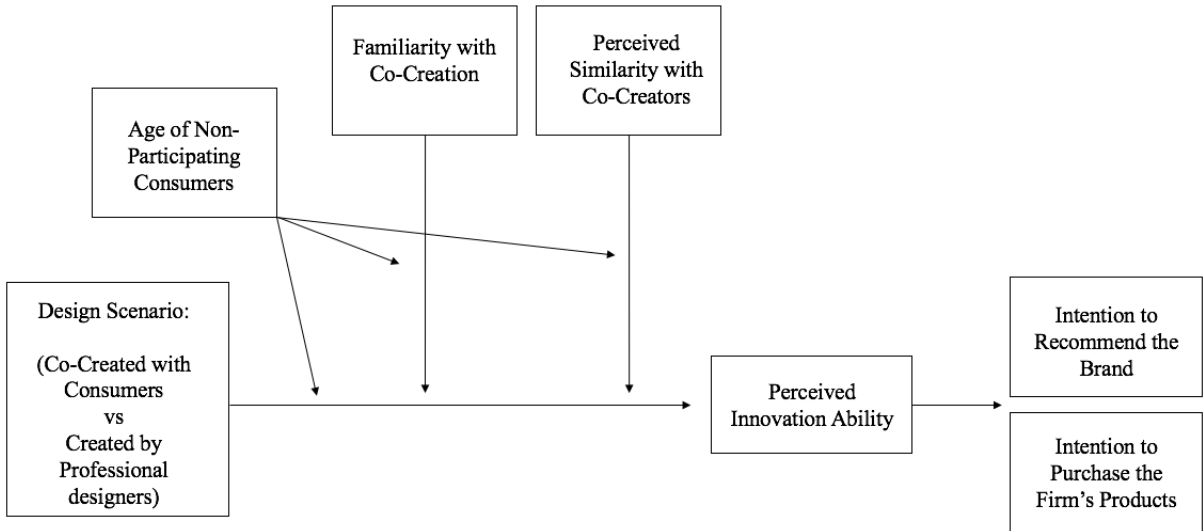 Familiarity with
Co-Creation
Perceived
Similarity with
Co-Creators
Age of Non-
Participating
Consumers
Design Scenario:
(Co-Created with
Consumers
vs
Created by
Professional
designers)
Perceived
Innovation Ability
Intention to
Recommend the
Brand
Intention to
Purchase the
Firm's Products